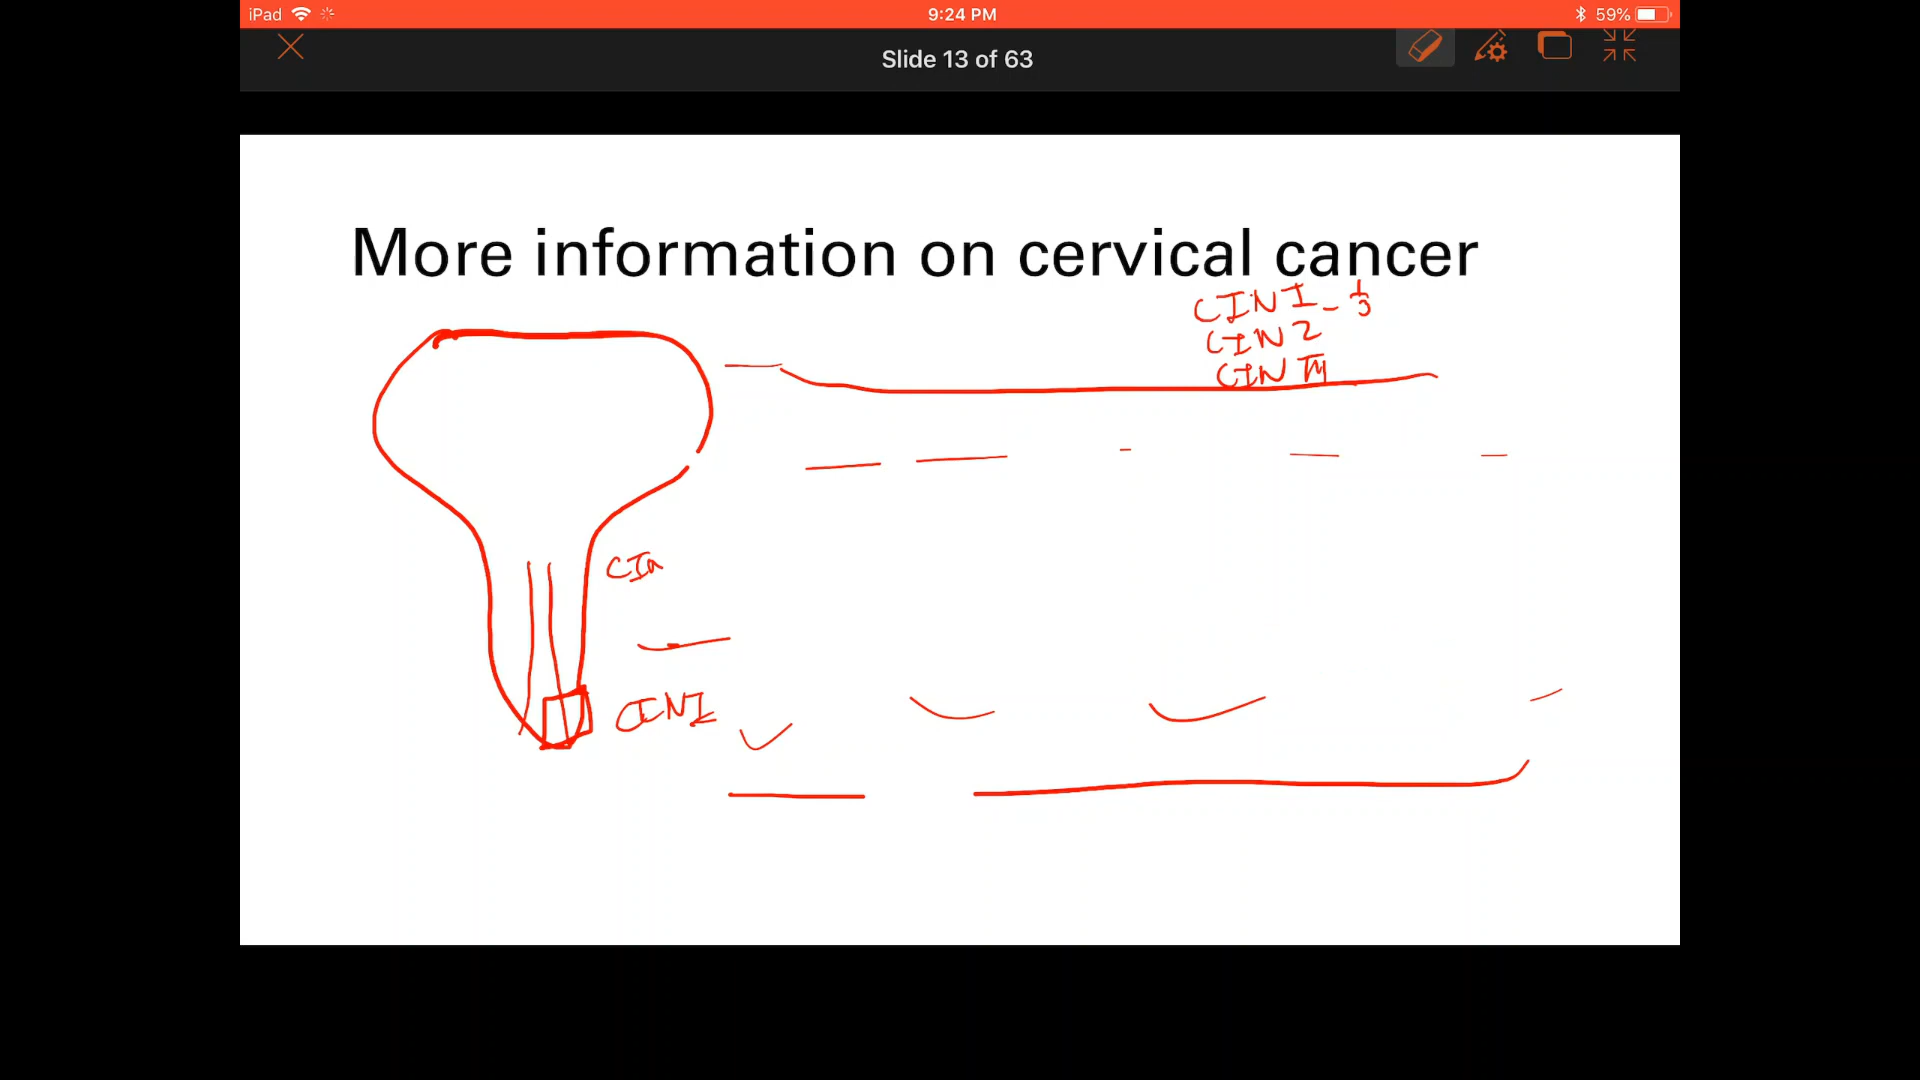 iPad 9:24 PM 59%
Slide 13 of 63
More information on cervical cancer
CIN I - 1/3
CIN 2
CIN III
CIN I